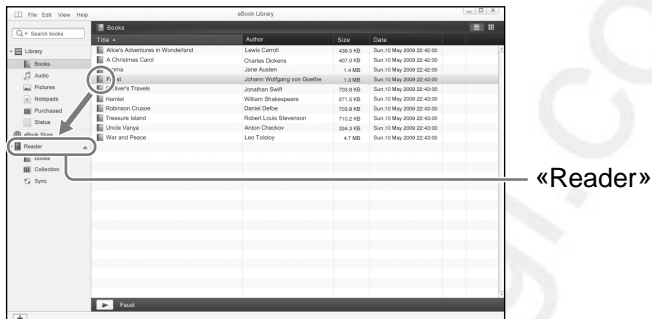 File Edit View Help
eBook Library
Search books
Books
Title Author Size Date
Library
Books
Audio
Pictures
Notepads
Purchased
Status
eBook Store
Reader
Books
Collection
Sync
Alice's Adventures in Wonderland Lewis Carroll 439.5 KB Sun,10 May 2009 22:42:00
A Christmas Carol Charles Dickens 407.0 KB Sun,10 May 2009 22:42:00
Jane Austen 1.4 MB Sun,10 May 2009 22:42:00
Johann Wolfgang von Goethe 1.3 MB Sun,10 May 2009 22:43:00
Jonathan Swift 703.8 KB Sun,10 May 2009 22:43:00
Hamlet William Shakespeare 271.5 KB Sun,10 May 2009 22:43:00
Robinson Crusoe Daniel Defoe 703.8 KB Sun,10 May 2009 22:43:00
Treasure Island Robert Louis Stevenson 710.2 KB Sun,10 May 2009 22:43:00
Uncle Vanya Anton Checkov 334.3 KB Sun,10 May 2009 22:43:00
War and Peace Leo Tolstoy 4.7 MB Sun,10 May 2009 22:43:00
Faust
«Reader»